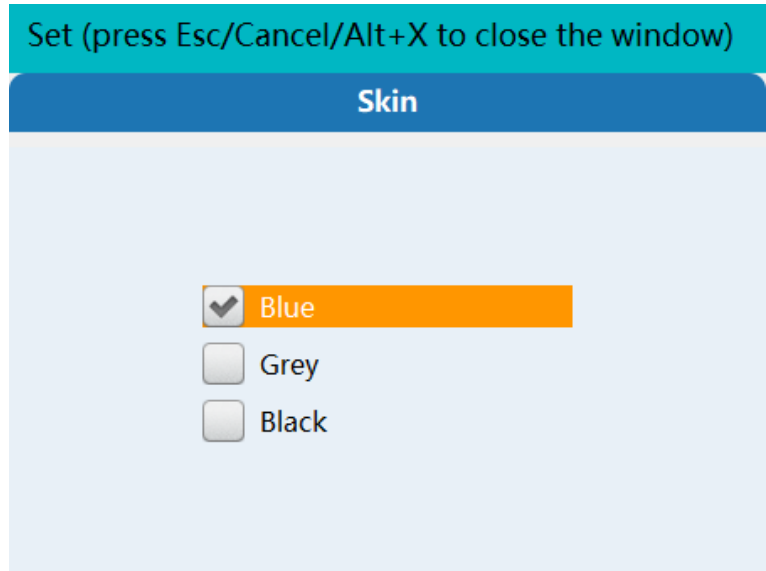 Set (press Esc/Cancel/Alt+X to close the window)
Skin
Blue
Grey
Black